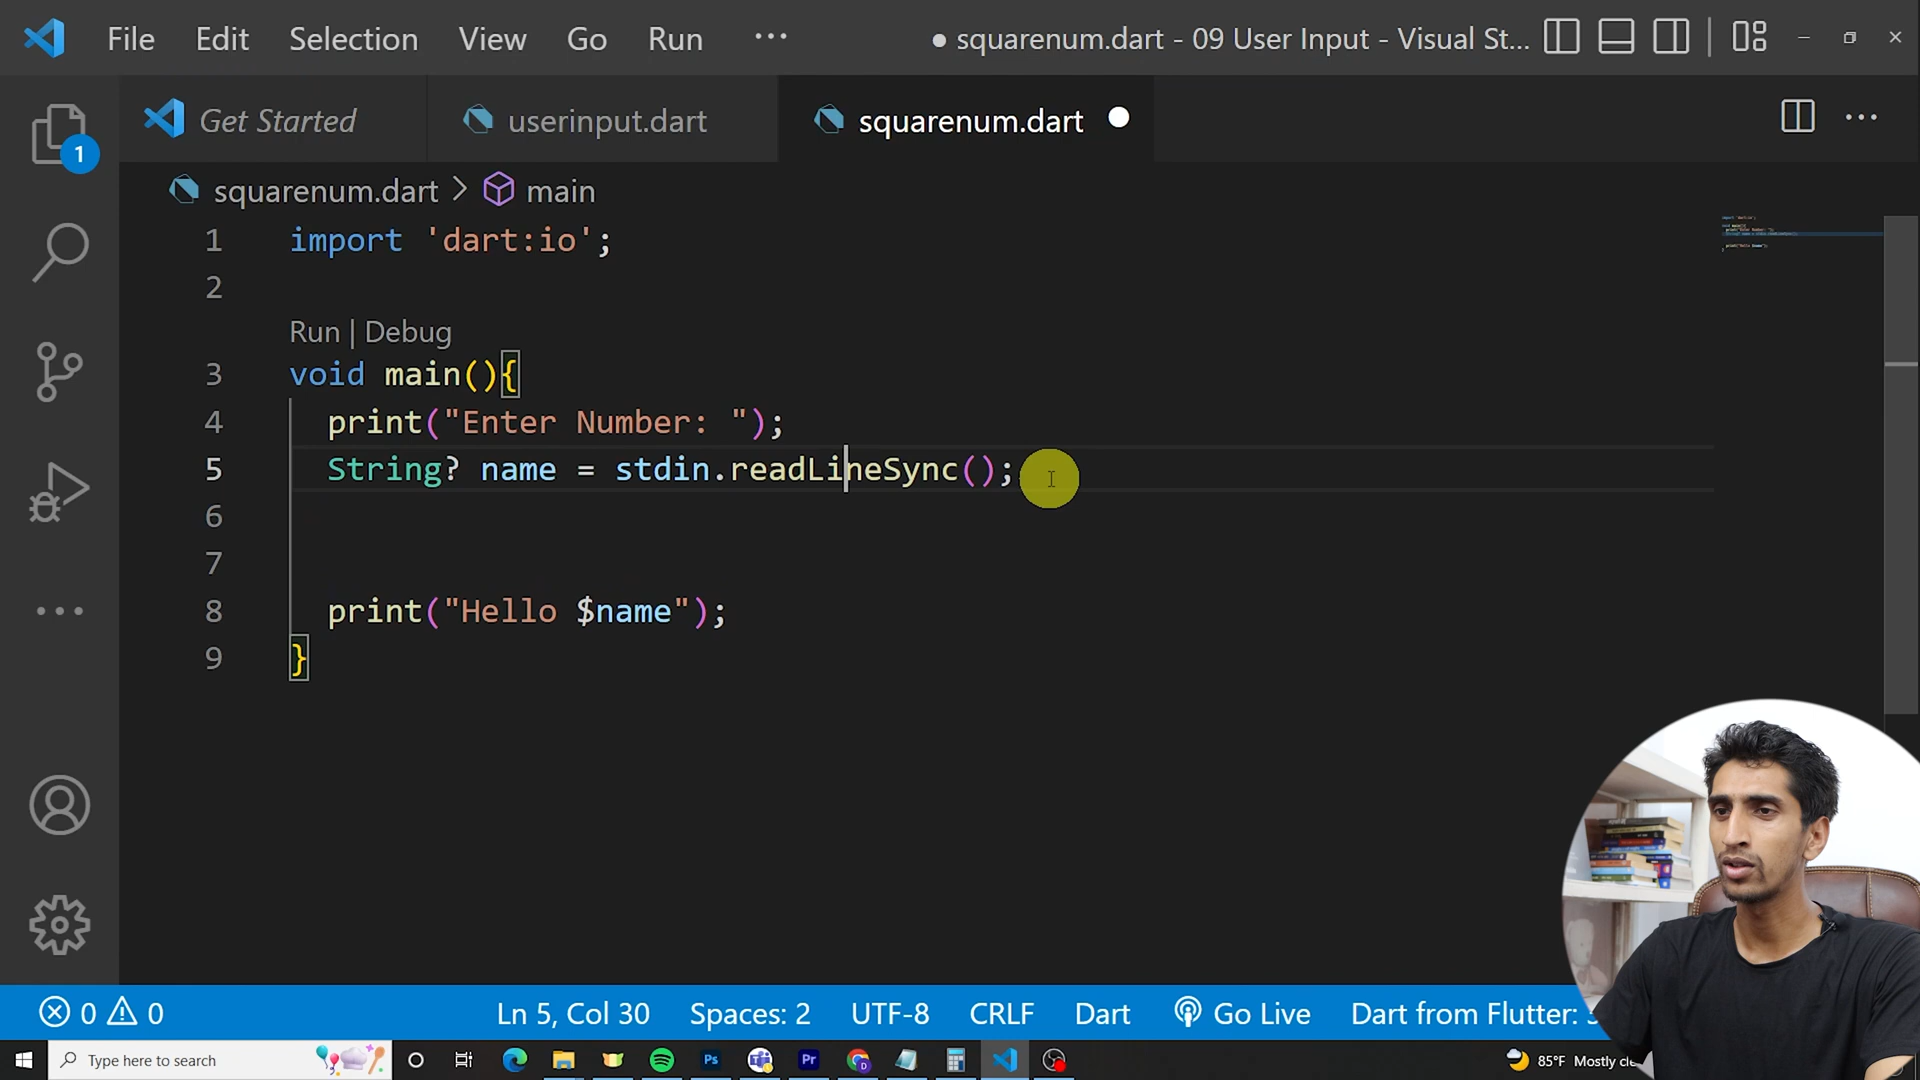 File Edit Selection View Go Run ··· ● squarenum.dart - 09 User Input - Visual St...
Get Started userinput.dart squarenum.dart
1
squarenum.dart > main
1 import 'dart:io';
2
Run | Debug
3 void main(){
4 print("Enter Number: ");
5 String? name = stdin.readLineSync();
6
7
8 print("Hello $name");
9 }
0 0 Ln 5, Col 30 Spaces: 2 UTF-8 CRLF Dart Go Live Dart from Flutter:
Type here to search 85°F Mostly